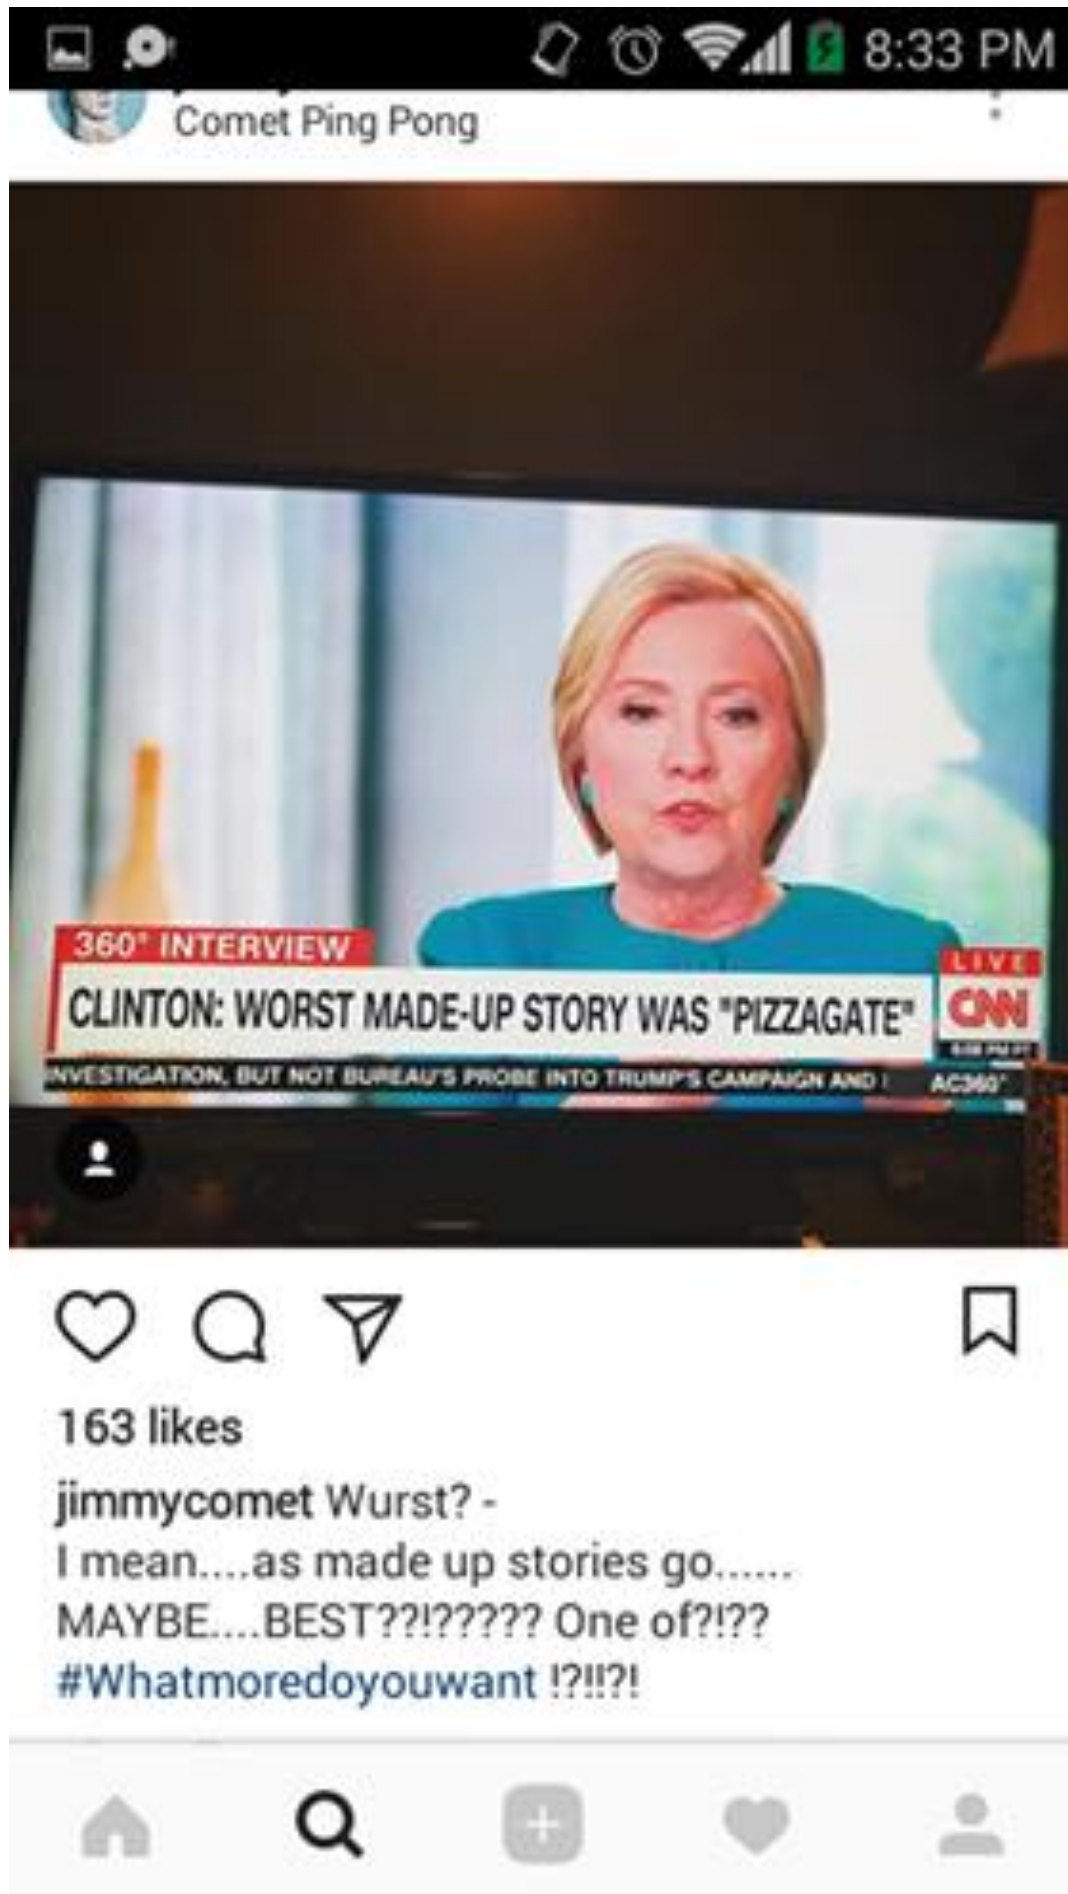 8:33 PM
Comet Ping Pong
360° INTERVIEW
LIVE
CLINTON: WORST MADE-UP STORY WAS "PIZZAGATE"
CNN
INVESTIGATION, BUT NOT BUREAU'S PROBE INTO TRUMP'S CAMPAIGN AND
AC360°
163 likes
jimmycomet Wurst? -
I mean....as made up stories go......
MAYBE....BEST??!????? One of?!??
#Whatmoredoyouwant !?!!?!